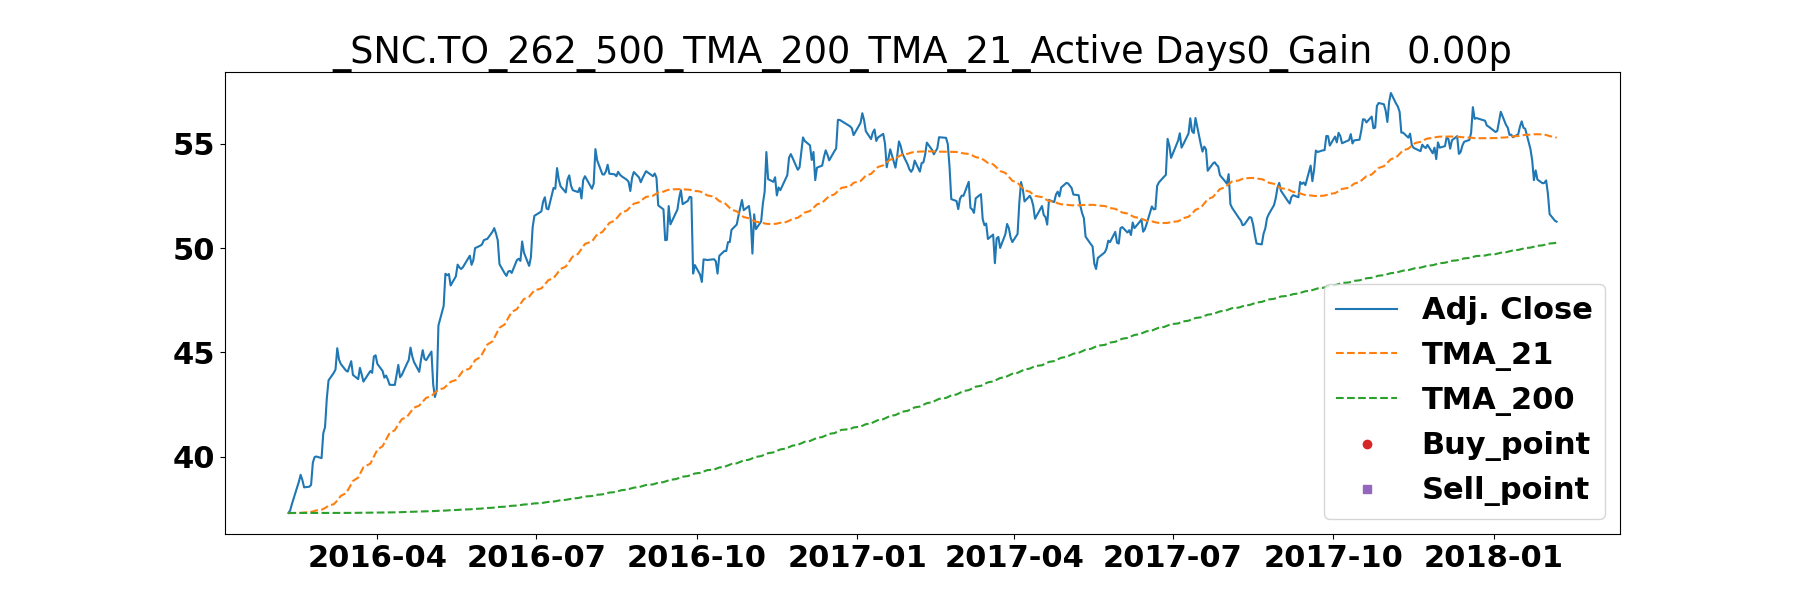 _SNC.TO_262_500_TMA_200_TMA_21_Active Days0_Gain   0.00p
55
50
45
40
2016-04 2016-07 2016-10 2017-01 2017-04 2017-07 2017-10 2018-01
Adj. Close
TMA_21
TMA_200
Buy_point
Sell_point